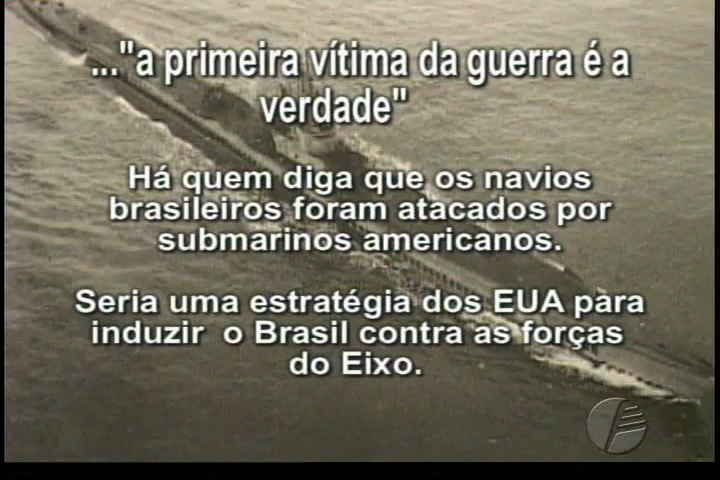 ..."a primeira vítima da guerra é a
verdade"
Há quem diga que os navios
brasileiros foram atacados por
submarinos americanos.
Seria uma estratégia dos EUA para
induzir o Brasil contra as forças
do Eixo.